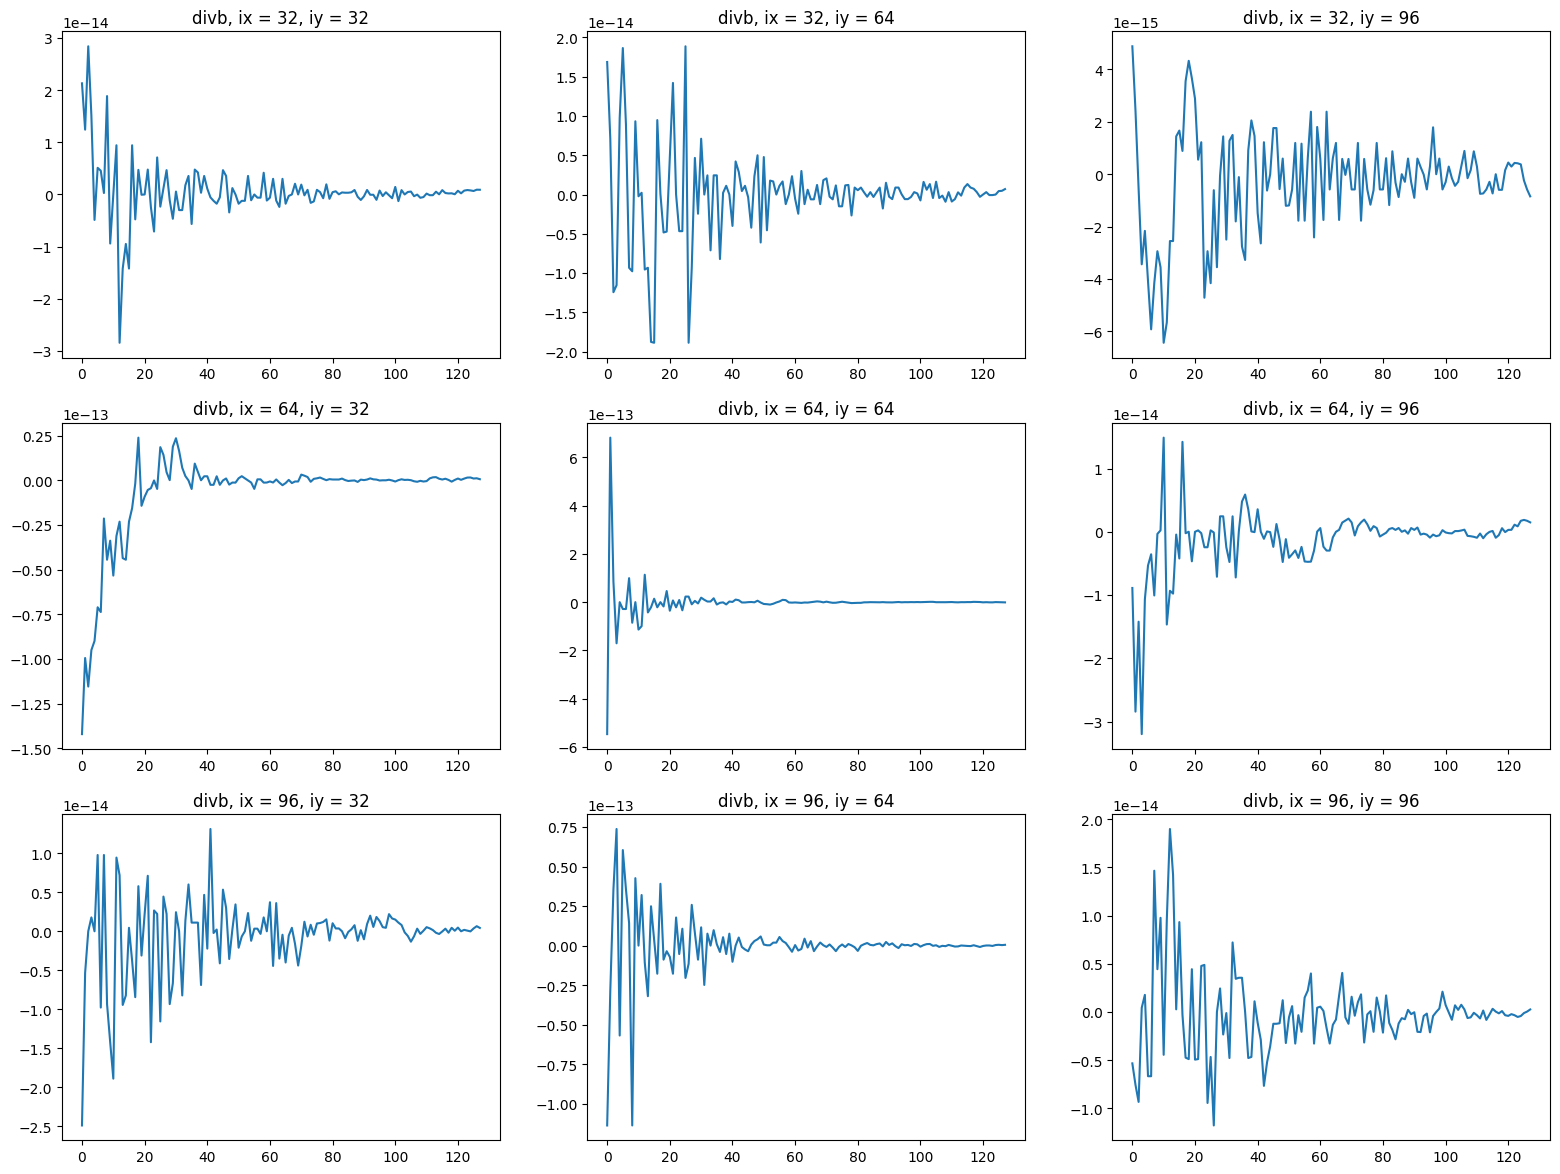 divb, ix = 32, iy = 32
1e−14
3
2
1
0
−1
−2
−3
0 20 40 60 80 100 120
divb, ix = 32, iy = 64
1e−14
2.0
1.5
1.0
0.5
0.0
−0.5
−1.0
−1.5
−2.0
0 20 40 60 80 100 120
divb, ix = 32, iy = 96
1e−15
4
2
0
−2
−4
−6
0 20 40 60 80 100 120
divb, ix = 64, iy = 32
1e−13
0.25
0.00
−0.25
−0.50
−0.75
−1.00
−1.25
−1.50
0 20 40 60 80 100 120
divb, ix = 64, iy = 64
1e−13
6
4
2
0
−2
−4
−6
0 20 40 60 80 100 120
divb, ix = 64, iy = 96
1e−14
1
0
−1
−2
−3
0 20 40 60 80 100 120
divb, ix = 96, iy = 32
1e−14
1.0
0.5
0.0
−0.5
−1.0
−1.5
−2.0
−2.5
0 20 40 60 80 100 120
divb, ix = 96, iy = 64
1e−13
0.75
0.50
0.25
0.00
−0.25
−0.50
−0.75
−1.00
0 20 40 60 80 100 120
divb, ix = 96, iy = 96
1e−14
2.0
1.5
1.0
0.5
0.0
−0.5
−1.0
0 20 40 60 80 100 120